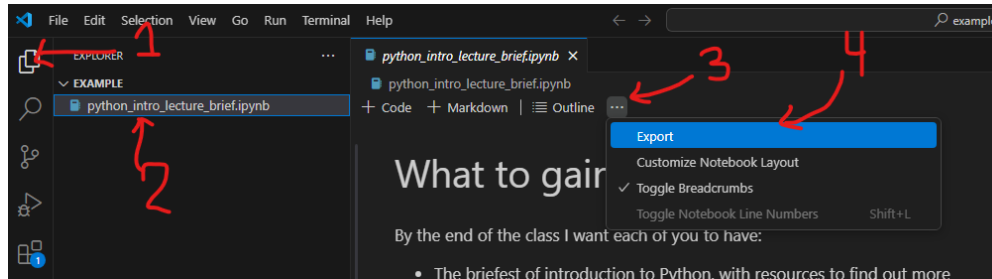 File Edit Selection View Go Run Terminal Help
example
1
EXPLORER ...
EXAMPLE
python_intro_lecture_brief.ipynb
2
python_intro_lecture_brief.ipynb
python_intro_lecture_brief.ipynb
+ Code + Markdown | Outline ...
3
4
Export
Customize Notebook Layout
✓ Toggle Breadcrumbs
Toggle Notebook Line Numbers Shift+L
What to gain
By the end of the class I want each of you to have:
• The briefest of introduction to Python, with resources to find out more
1